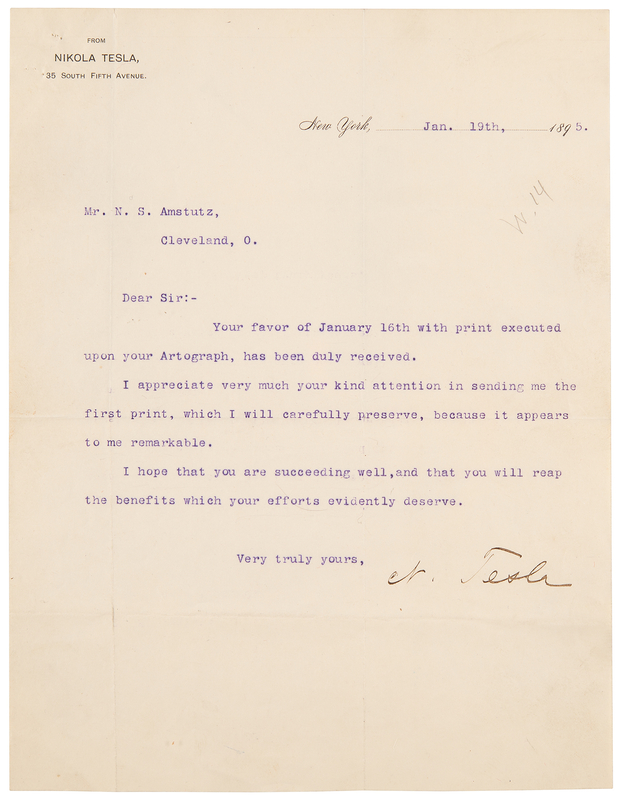 FROM
NIKOLA TESLA,
35 South Fifth Avenue.
New York, Jan. 19th, 1895.
W. 14
Mr. N. S. Amstutz,
Cleveland, O.
Dear Sir:-
Your favor of January 16th with print executed
upon your Artograph, has been duly received.
I appreciate very much your kind attention in sending me the
first print, which I will carefully preserve, because it appears
to me remarkable.
I hope that you are succeeding well,and that you will reap
the benefits which your efforts evidently deserve.
Very truly yours,
N. Tesla